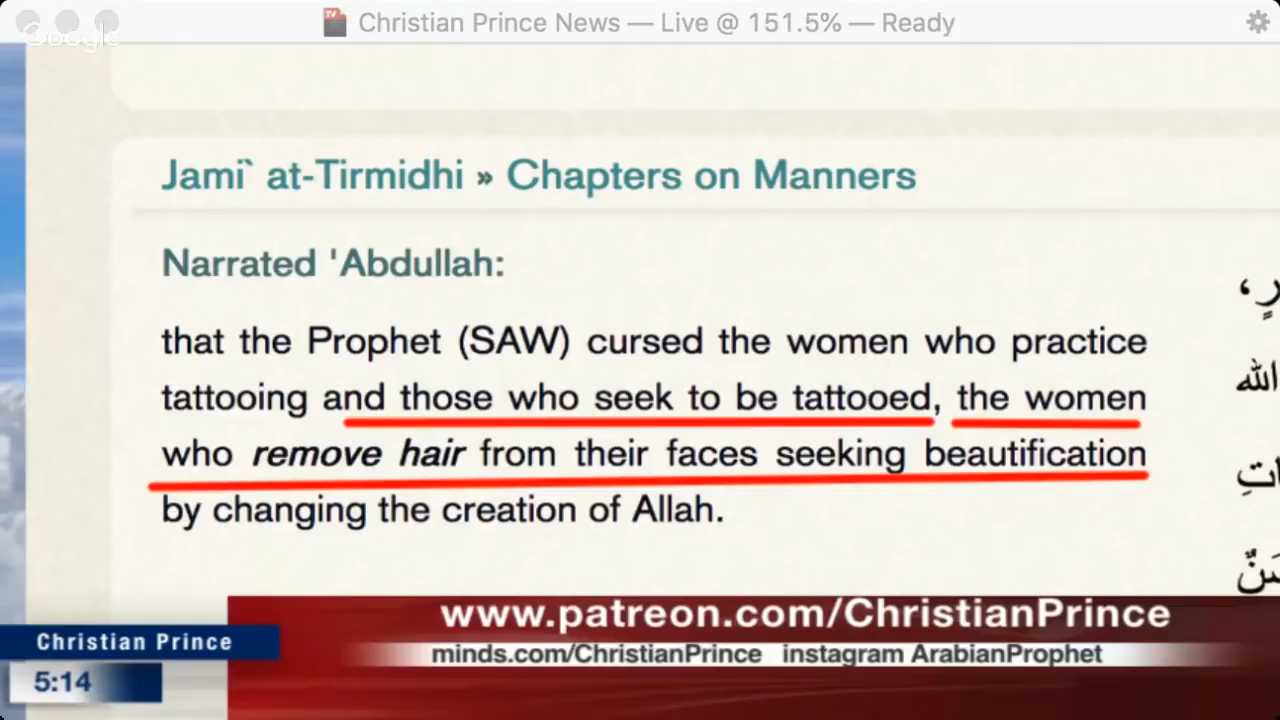 Christian Prince News — Live @ 151.5% — Ready
Google
Jami` at-Tirmidhi » Chapters on Manners
Narrated 'Abdullah:
that the Prophet (SAW) cursed the women who practice
tattooing and those who seek to be tattooed, the women
who remove hair from their faces seeking beautification
by changing the creation of Allah.
الله
www.patreon.com/ChristianPrince
Christian Prince
minds.com/ChristianPrince instagram ArabianProphet
5:14